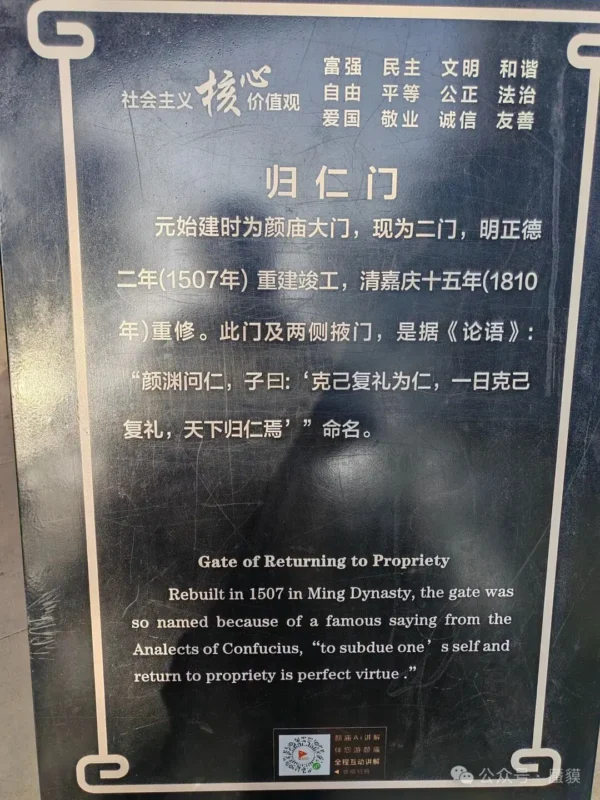 社会主义核心价值观
富强 民主 文明 和谐
自由 平等 公正 法治
爱国 敬业 诚信 友善
归仁门
元始建时为颜庙大门，现为二门，明正德
二年(1507年) 重建竣工，清嘉庆十五年(1810
年)重修。此门及两侧掖门，是据《论语》:
“颜渊问仁，子曰:‘克己复礼为仁，一日克己
复礼，天下归仁焉’”命名。
Gate of Returning to Propriety
Rebuilt in 1507 in Ming Dynasty, the gate was
so named because of a famous saying from the
Analects of Confucius, “to subdue one’s self and
return to propriety is perfect virtue .”
颜庙Ai讲解
伴您游颜庙
全程互动讲解
公众号·